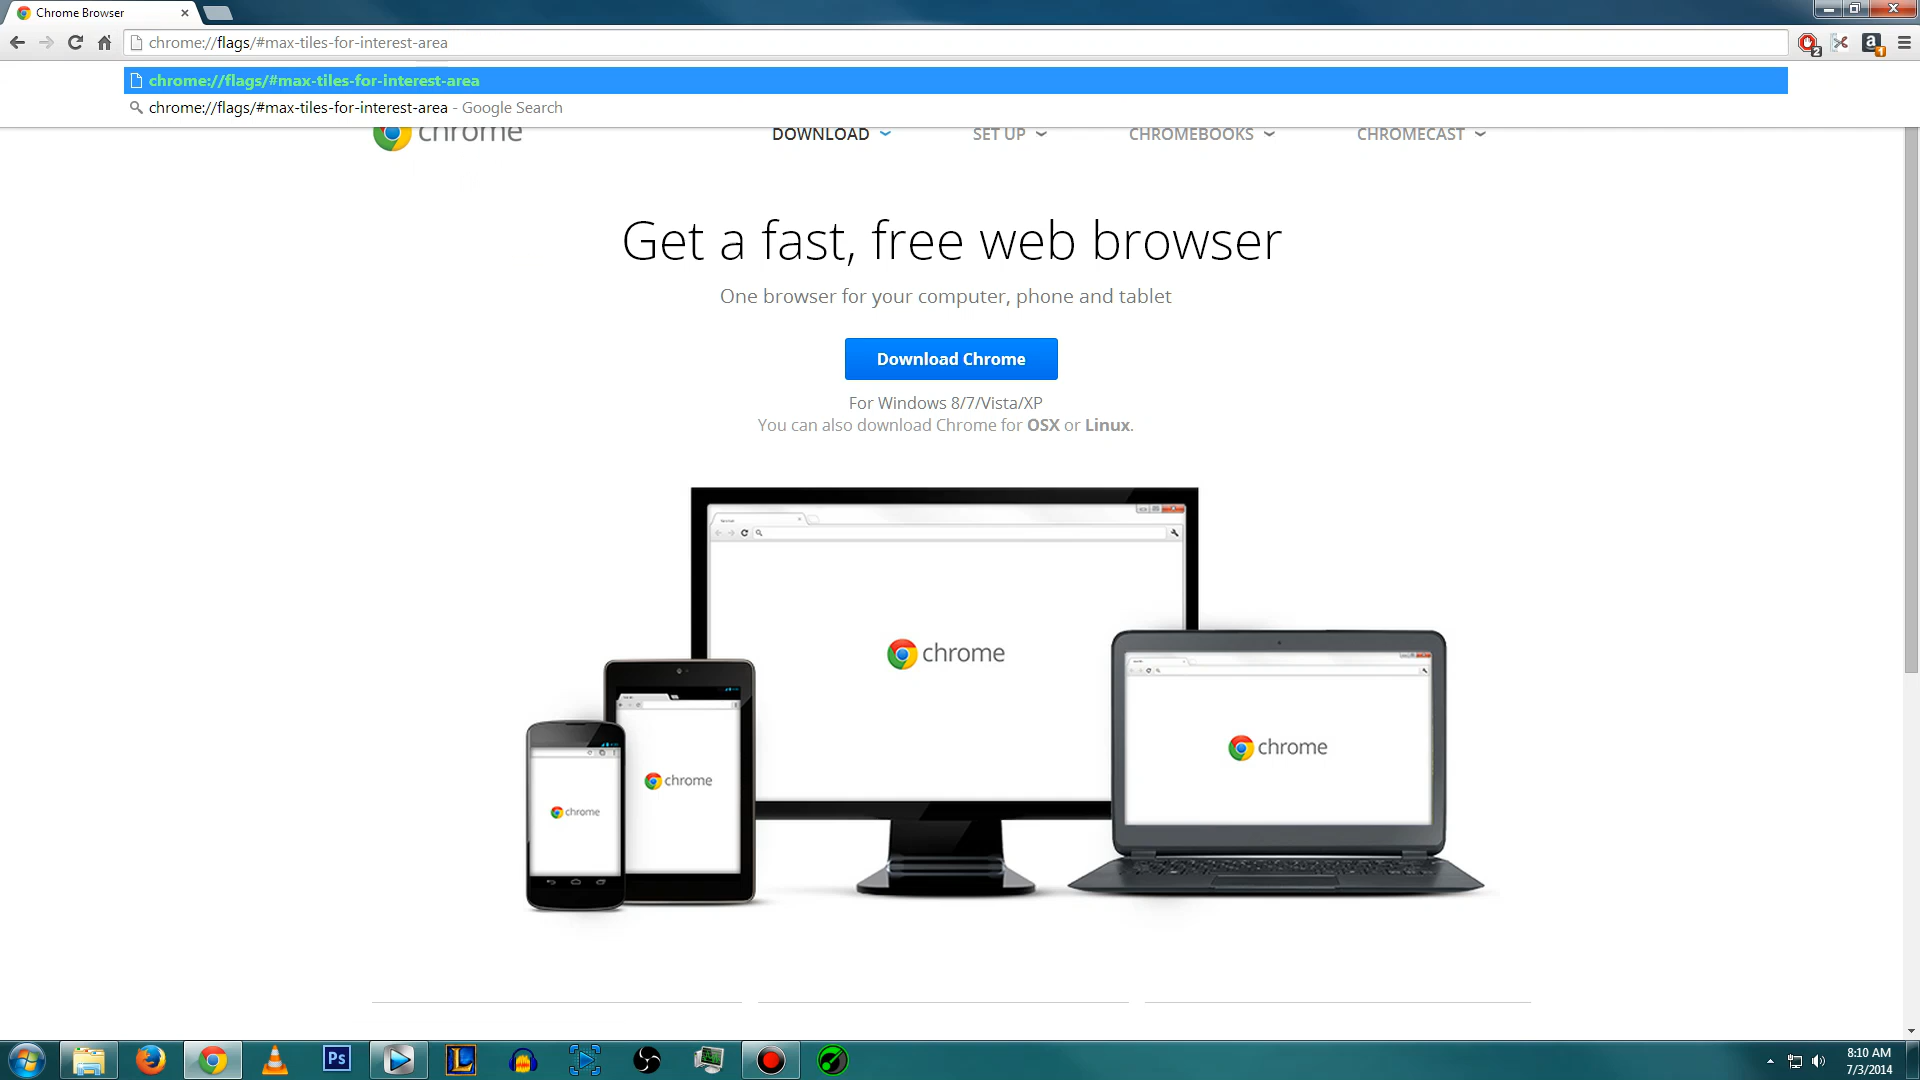 Chrome Browser
chrome://flags/#max-tiles-for-interest-area
2
1
chrome://flags/#max-tiles-for-interest-area
chrome://flags/#max-tiles-for-interest-area - Google Search
chrome
DOWNLOAD SET UP CHROMEBOOKS CHROMECAST
Get a fast, free web browser
One browser for your computer, phone and tablet
Download Chrome
For Windows 8/7/Vista/XP
You can also download Chrome for OSX or Linux.
chrome
chrome
chrome
chrome
Ps
L
8:10 AM
7/3/2014